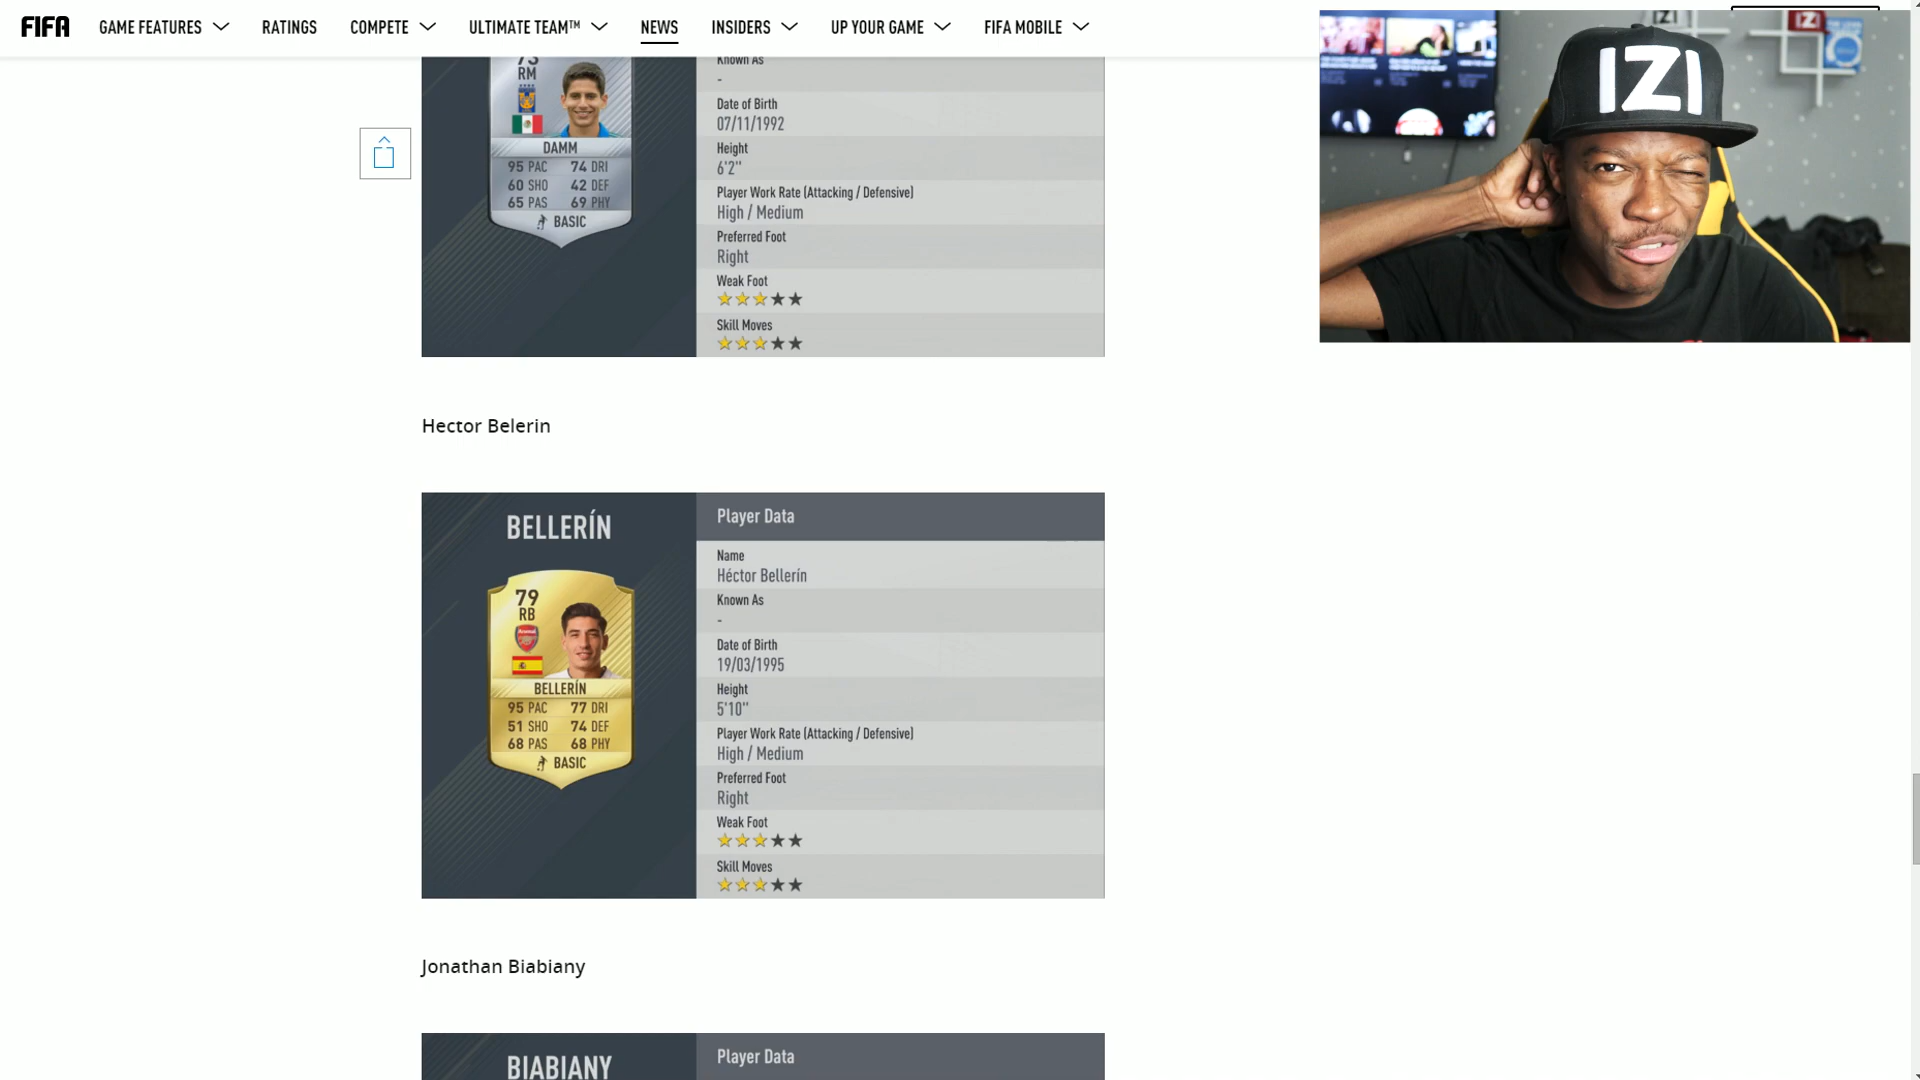 FIFA GAME FEATURES RATINGS COMPETE ULTIMATE TEAM™ NEWS INSIDERS UP YOUR GAME FIFA MOBILE
IZI
IZI
IZI
73
RM
DAMM
95 PAC 74 DRI
60 SHO 42 DEF
65 PAS 69 PHY
BASIC
Known As
-
Date of Birth
07/11/1992
Height
6'2"
Player Work Rate (Attacking / Defensive)
High / Medium
Preferred Foot
Right
Weak Foot
Skill Moves
Hector Belerin
BELLERÍN
79
RB
Arsenal
BELLERÍN
95 PAC 77 DRI
51 SHO 74 DEF
68 PAS 68 PHY
BASIC
Player Data
Name
Héctor Bellerín
Known As
-
Date of Birth
19/03/1995
Height
5'10"
Player Work Rate (Attacking / Defensive)
High / Medium
Preferred Foot
Right
Weak Foot
Skill Moves
Jonathan Biabiany
BIABIANY
Player Data